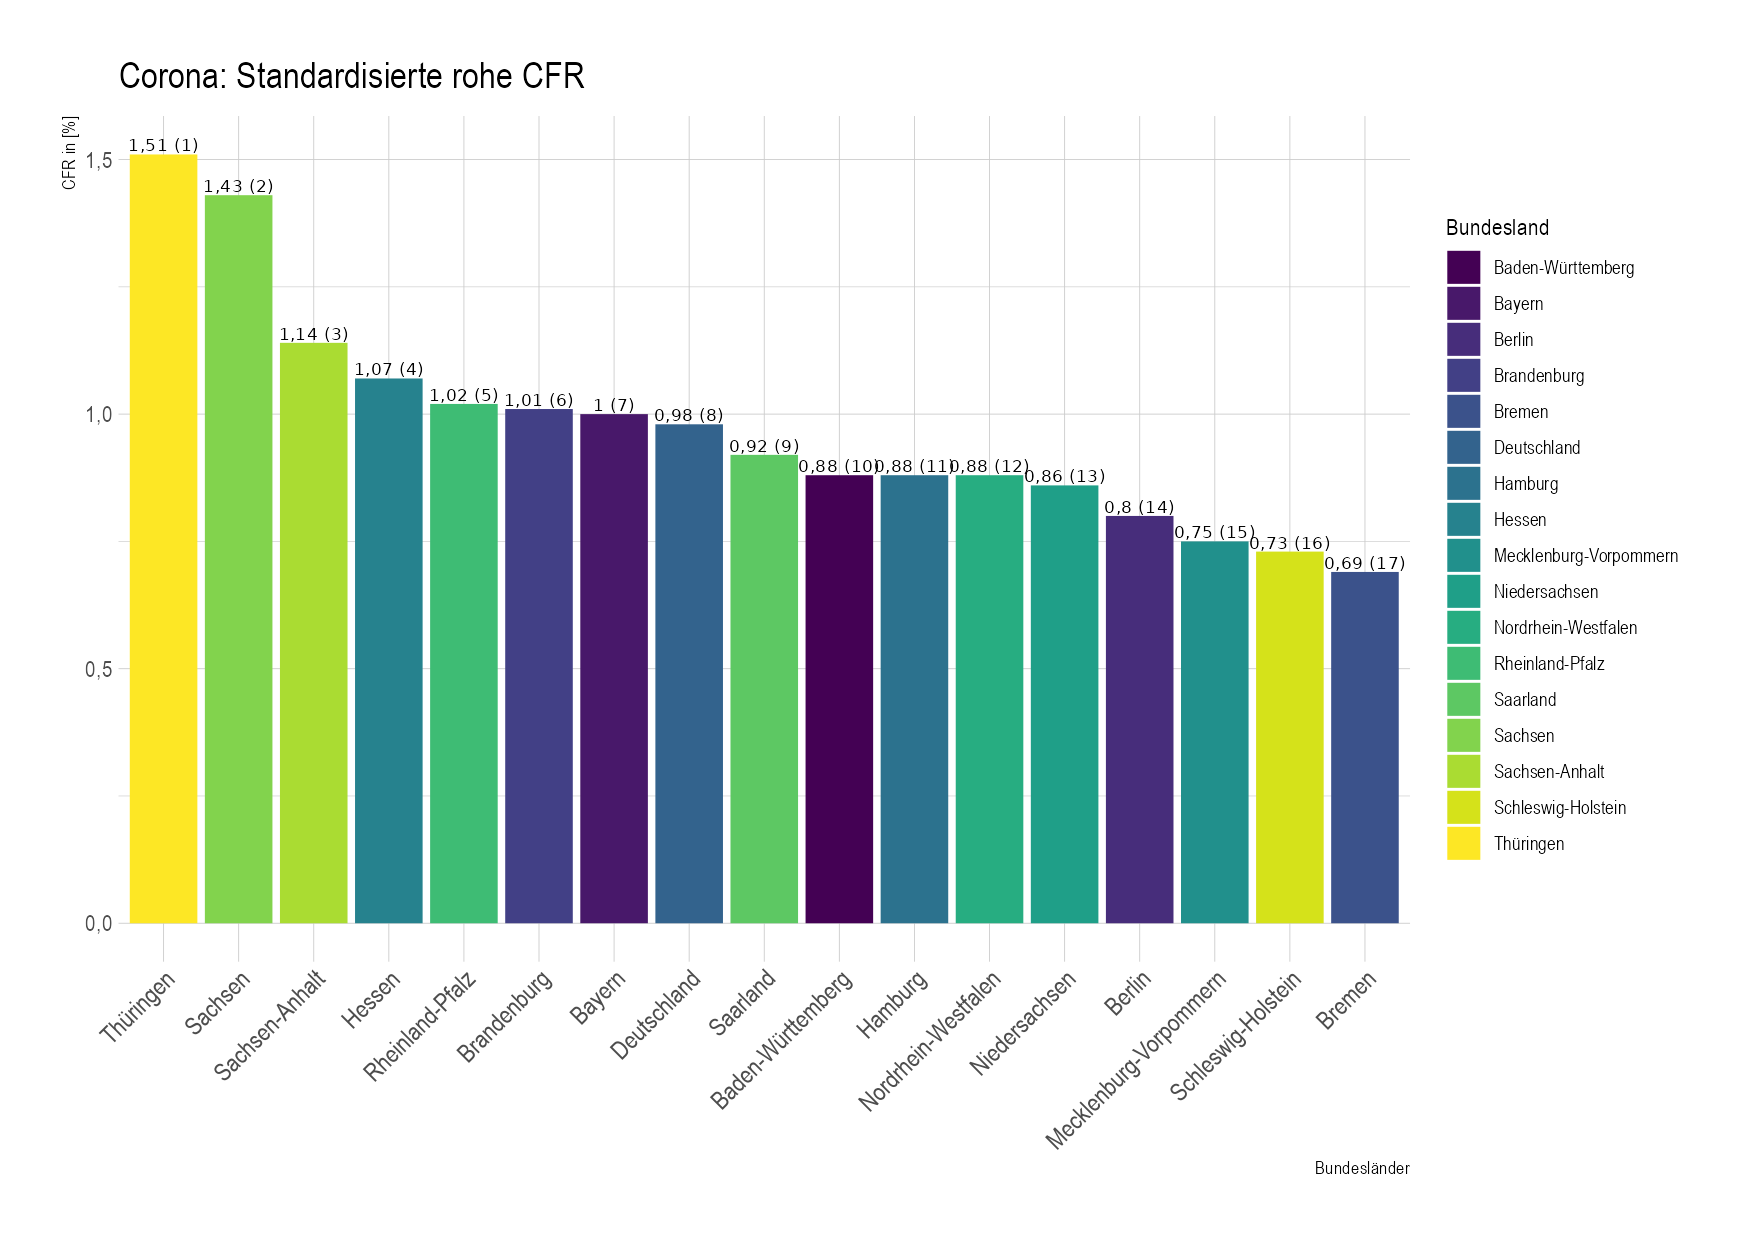 Corona: Standardisierte rohe CFR
CFR in [%]
1,5
1,0
0,5
0,0
1,51 (1)
1,43 (2)
1,14 (3)
1,07 (4)
1,02 (5)
1,01 (6)
1 (7)
0,98 (8)
0,92 (9)
0,88 (10)
0,88 (11)
0,88 (12)
0,86 (13)
0,8 (14)
0,75 (15)
0,73 (16)
0,69 (17)
Thüringen
Sachsen
Sachsen-Anhalt
Hessen
Rheinland-Pfalz
Brandenburg
Bayern
Deutschland
Saarland
Baden-Württemberg
Hamburg
Nordrhein-Westfalen
Niedersachsen
Berlin
Mecklenburg-Vorpommern
Schleswig-Holstein
Bremen
Bundesländer
Bundesland
Baden-Württemberg
Bayern
Berlin
Brandenburg
Bremen
Deutschland
Hamburg
Hessen
Mecklenburg-Vorpommern
Niedersachsen
Nordrhein-Westfalen
Rheinland-Pfalz
Saarland
Sachsen
Sachsen-Anhalt
Schleswig-Holstein
Thüringen